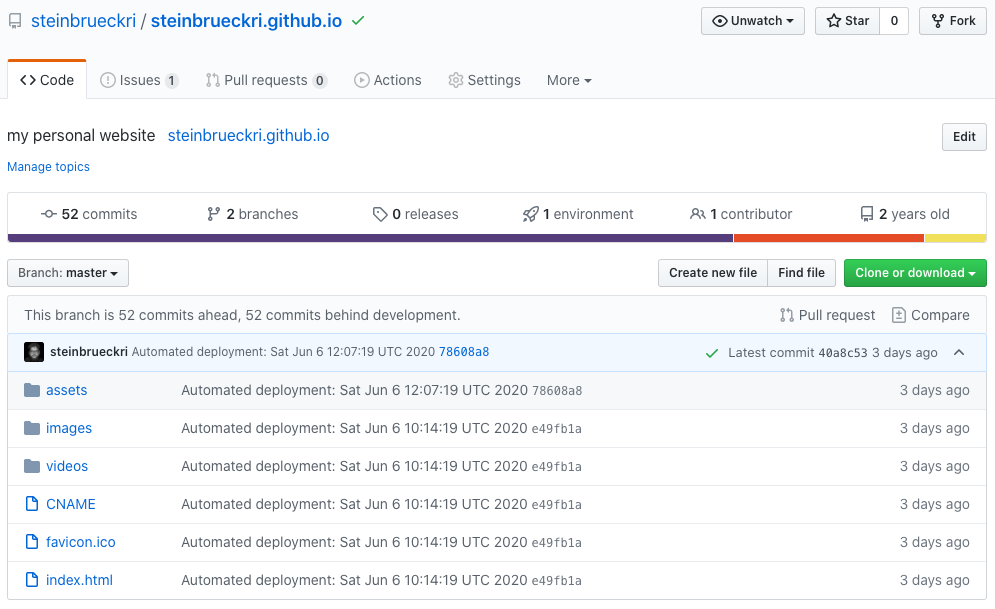 steinbrueckri / steinbrueckri.github.io
Unwatch
Star 0
Fork
Code
Issues 1
Pull requests 0
Actions
Settings
More
my personal website steinbrueckri.github.io
Edit
Manage topics
52 commits
2 branches
0 releases
1 environment
1 contributor
2 years old
Branch: master
Create new file
Find file
Clone or download
This branch is 52 commits ahead, 52 commits behind development.
Pull request
Compare
steinbrueckri Automated deployment: Sat Jun 6 12:07:19 UTC 2020 78608a8
Latest commit 40a8c53 3 days ago
assets Automated deployment: Sat Jun 6 12:07:19 UTC 2020 78608a8 3 days ago
images Automated deployment: Sat Jun 6 10:14:19 UTC 2020 e49fb1a 3 days ago
videos Automated deployment: Sat Jun 6 10:14:19 UTC 2020 e49fb1a 3 days ago
CNAME Automated deployment: Sat Jun 6 10:14:19 UTC 2020 e49fb1a 3 days ago
favicon.ico Automated deployment: Sat Jun 6 10:14:19 UTC 2020 e49fb1a 3 days ago
index.html Automated deployment: Sat Jun 6 10:14:19 UTC 2020 e49fb1a 3 days ago